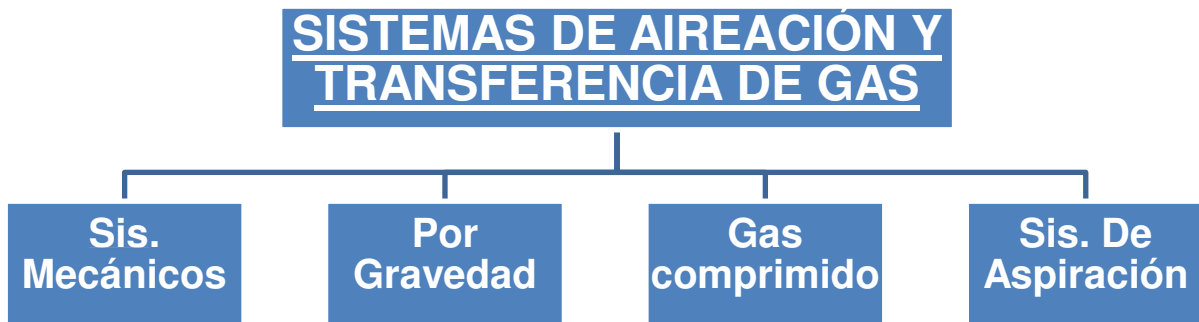 SISTEMAS DE AIREACIÓN Y
TRANSFERENCIA DE GAS
Sis.
Mecánicos
Por
Gravedad
Gas
comprimido
Sis. De
Aspiración